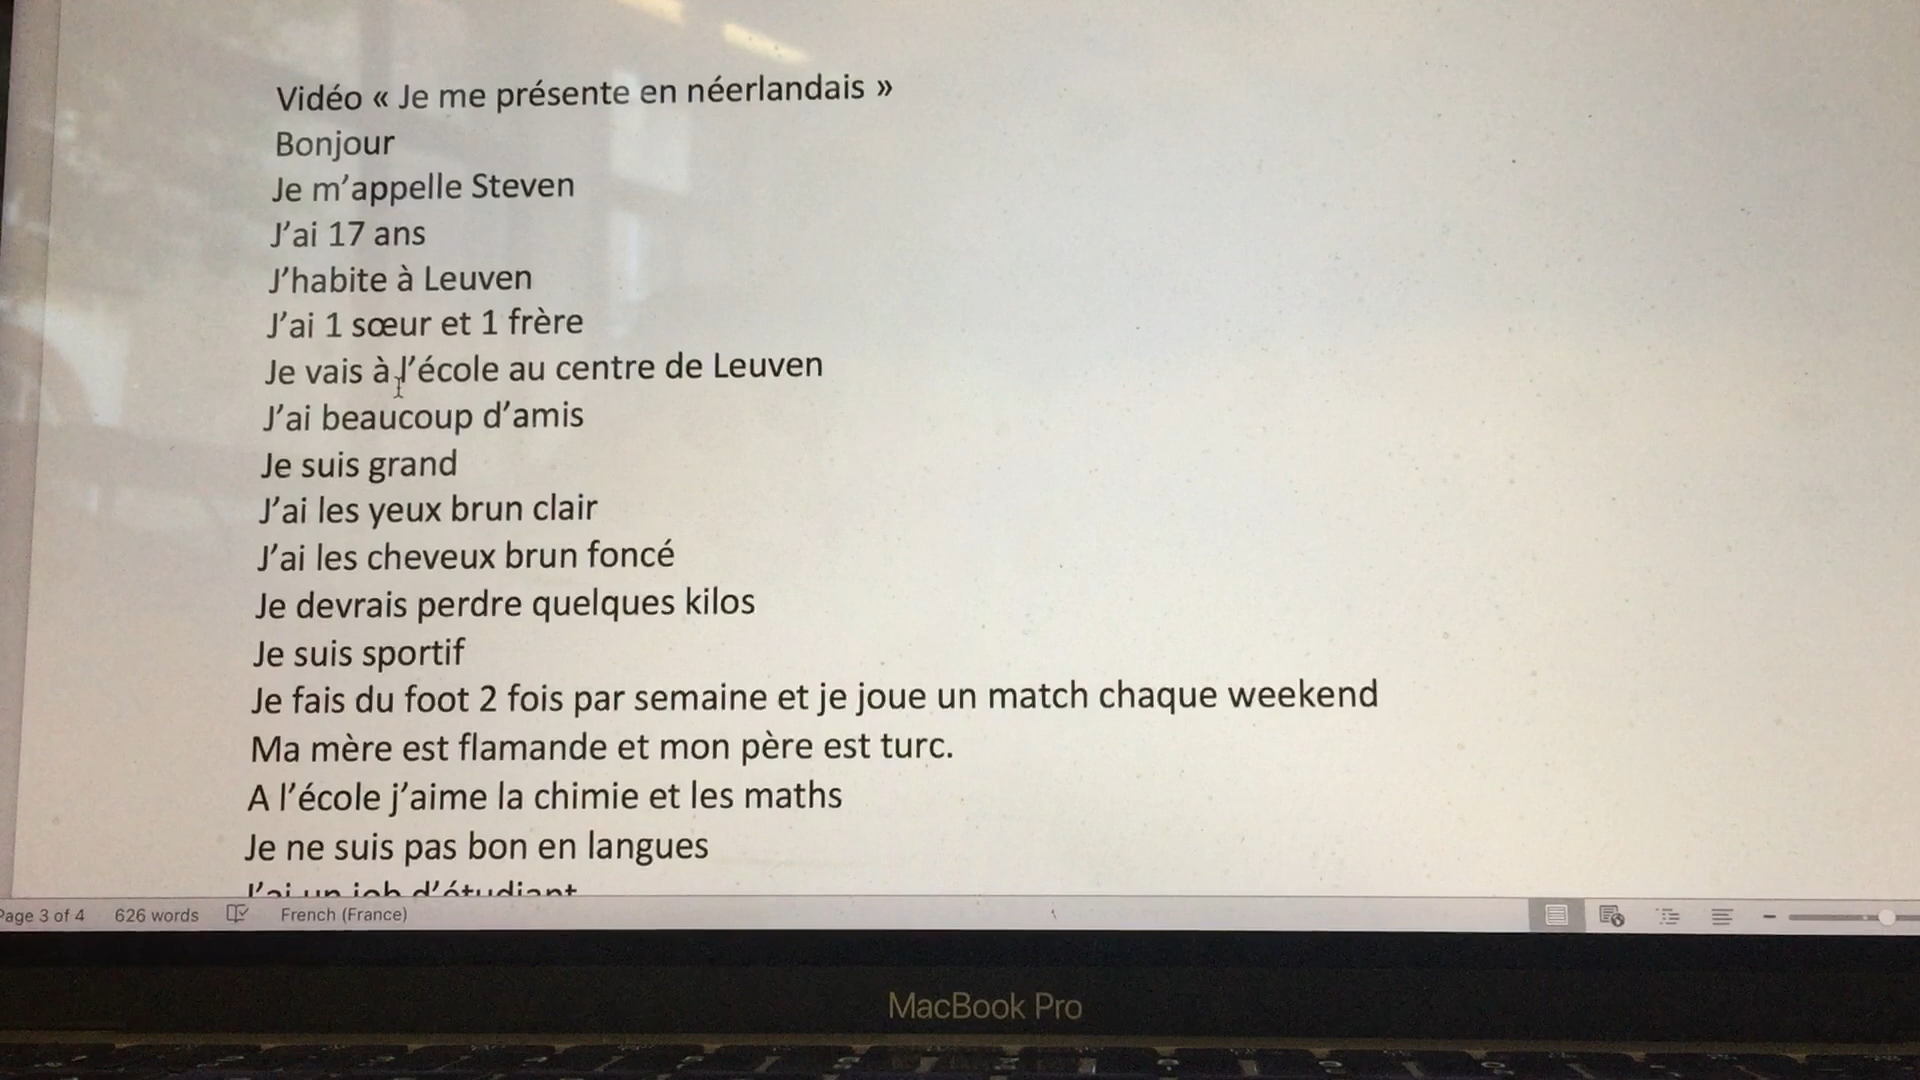 Vidéo « Je me présente en néerlandais »
Bonjour
Je m’appelle Steven
J’ai 17 ans
J’habite à Leuven
J’ai 1 sœur et 1 frère
Je vais à l’école au centre de Leuven
J’ai beaucoup d’amis
Je suis grand
J’ai les yeux brun clair
J’ai les cheveux brun foncé
Je devrais perdre quelques kilos
Je suis sportif
Je fais du foot 2 fois par semaine et je joue un match chaque weekend
Ma mère est flamande et mon père est turc.
A l’école j’aime la chimie et les maths
Je ne suis pas bon en langues
J’ai un job d’étudiant
Page 3 of 4 626 words French (France)
MacBook Pro